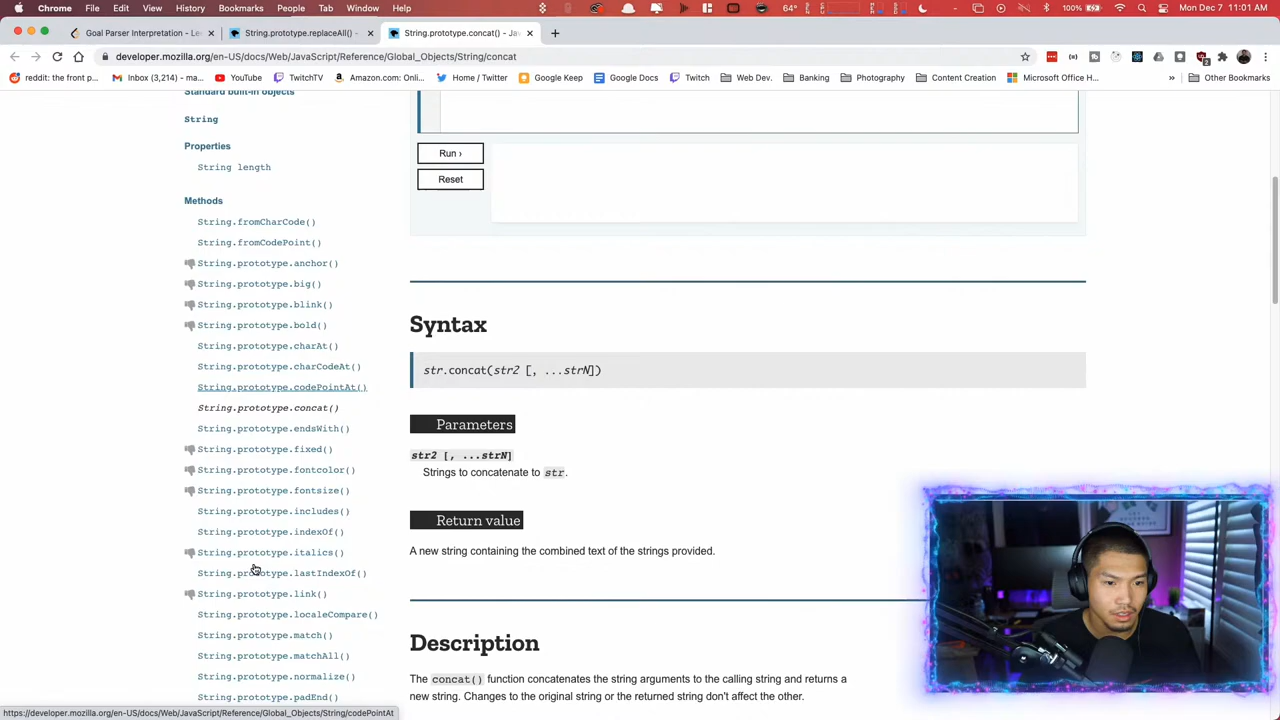 Chrome File Edit View History Bookmarks People Tab Window Help
64°
100%
Mon Dec 7 11:01 AM
Goal Parser Interpretation - Le
String.prototype.replaceAll() -
String.prototype.concat() - Jav
developer.mozilla.org/en-US/docs/Web/JavaScript/Reference/Global_Objects/String/concat
reddit: the front p...
Inbox (3,214) - ma...
YouTube
TwitchTV
Amazon.com: Onli...
Home / Twitter
Google Keep
Google Docs
Twitch
Web Dev.
Banking
Photography
Content Creation
Microsoft Office H...
»
Other Bookmarks
Standard built-in objects
String
Properties
String length
Methods
String.fromCharCode()
String.fromCodePoint()
String.prototype.anchor()
String.prototype.big()
String.prototype.blink()
String.prototype.bold()
String.prototype.charAt()
String.prototype.charCodeAt()
String.prototype.codePointAt()
String.prototype.concat()
String.prototype.endsWith()
String.prototype.fixed()
String.prototype.fontcolor()
String.prototype.fontsize()
String.prototype.includes()
String.prototype.indexOf()
String.prototype.italics()
String.prototype.lastIndexOf()
String.prototype.link()
String.prototype.localeCompare()
String.prototype.match()
String.prototype.matchAll()
String.prototype.normalize()
String.prototype.padEnd()
https://developer.mozilla.org/en-US/docs/Web/JavaScript/Reference/Global_Objects/String/codePointAt
Run ›
Reset
Syntax
str.concat(str2 [, ...strN])
Parameters
str2 [, ...strN]
Strings to concatenate to str.
Return value
A new string containing the combined text of the strings provided.
Description
The concat() function concatenates the string arguments to the calling string and returns a
new string. Changes to the original string or the returned string don't affect the other.